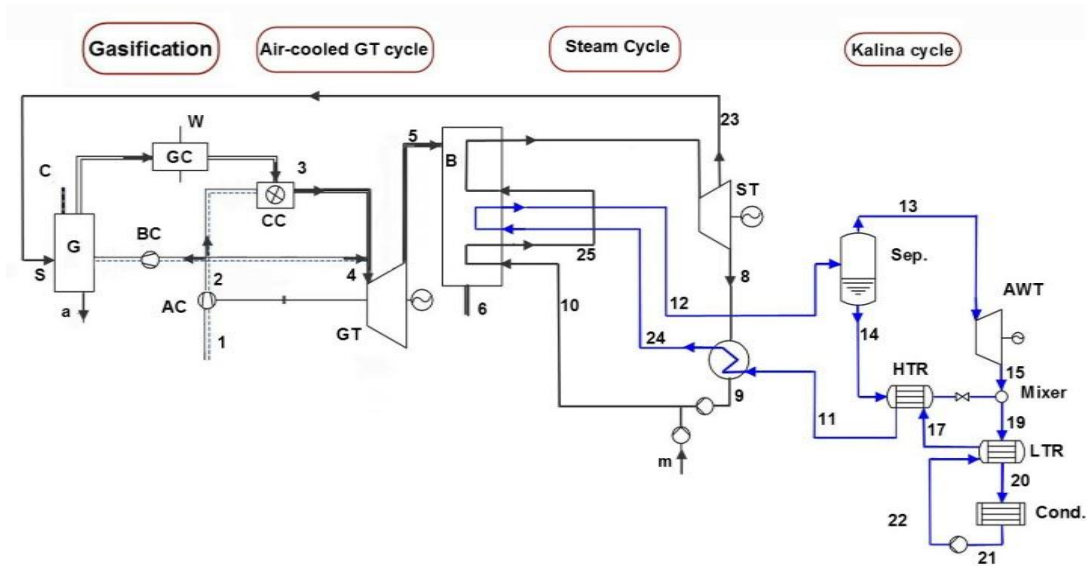 Gasification
Air-cooled GT cycle
Steam Cycle
Kalina cycle
W
GC
C
3
CC
G
BC
S
a
2
AC
1
4
GT
5
B
6
25
10
23
ST
8
12
24
9
11
m
13
Sep.
14
AWT
15
HTR
Mixer
17
19
LTR
20
22
Cond.
21